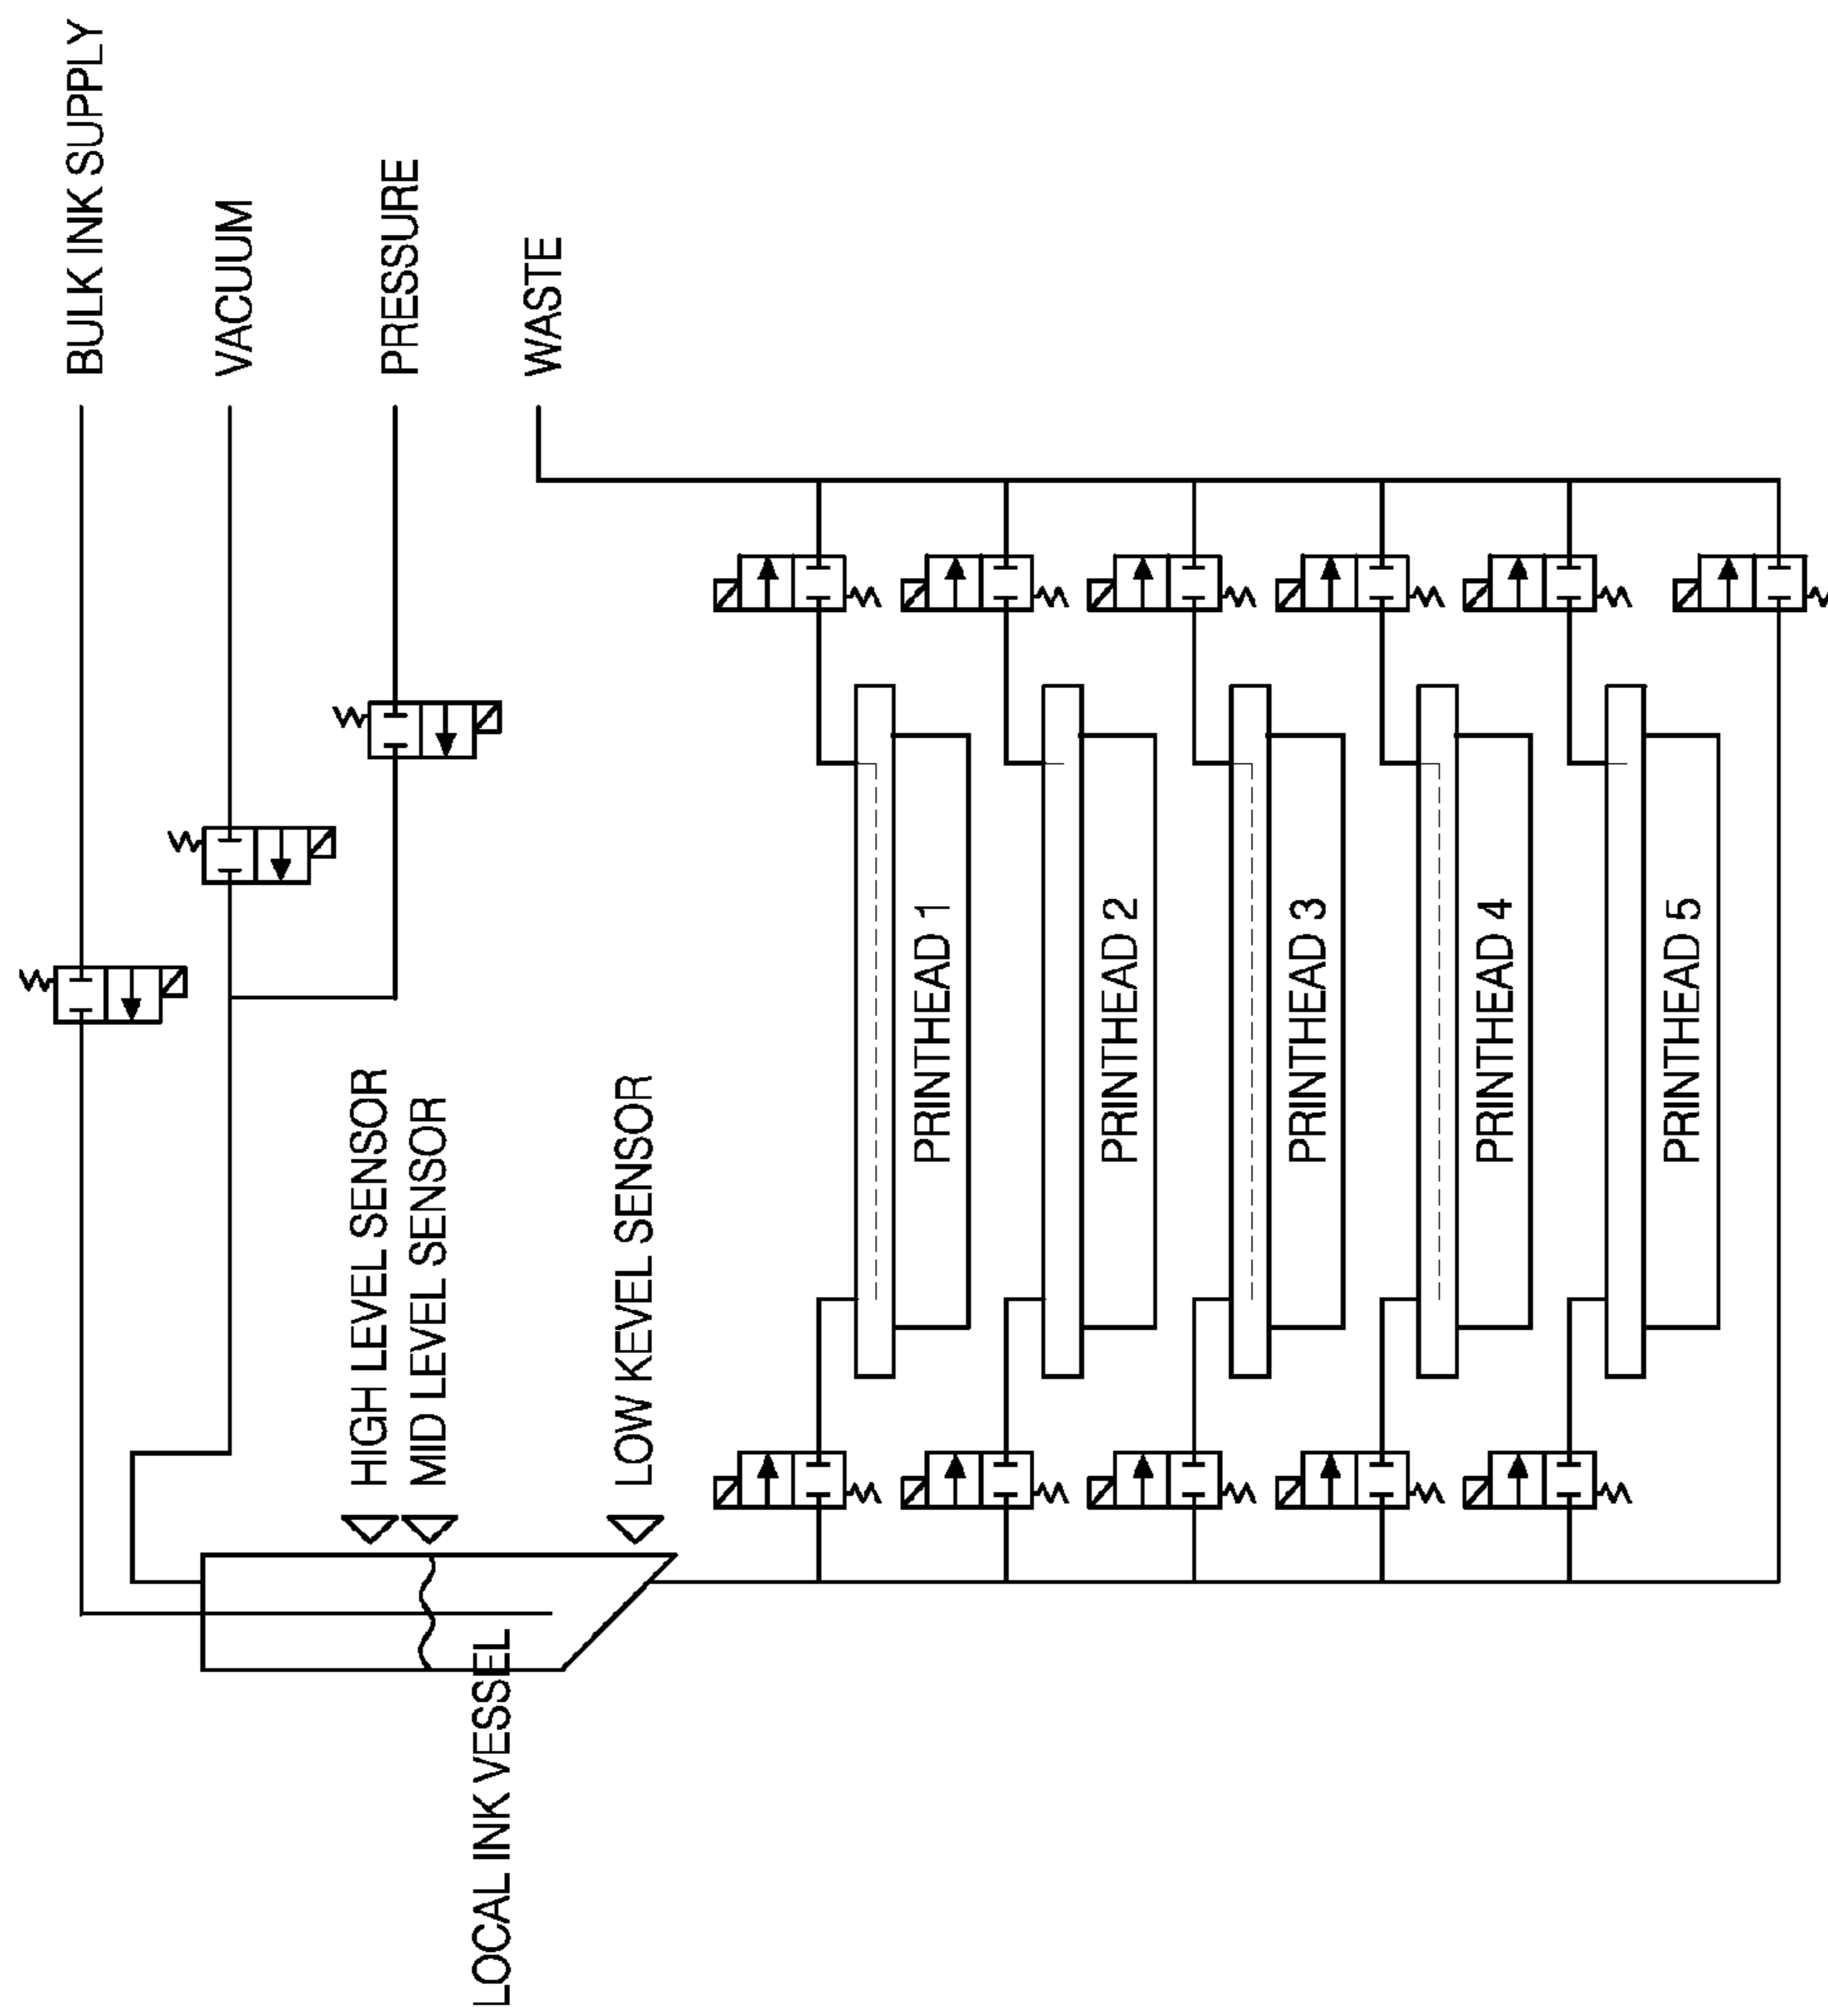 BULK INK SUPPLY
VACUUM
PRESSURE
WASTE
HIGH LEVEL SENSOR
MID LEVEL SENSOR
LOW KEVEL SENSOR
LOCAL INK VESSEL
PRINTHEAD 1
PRINTHEAD 2
PRINTHEAD 3
PRINTHEAD 4
PRINTHEAD 5